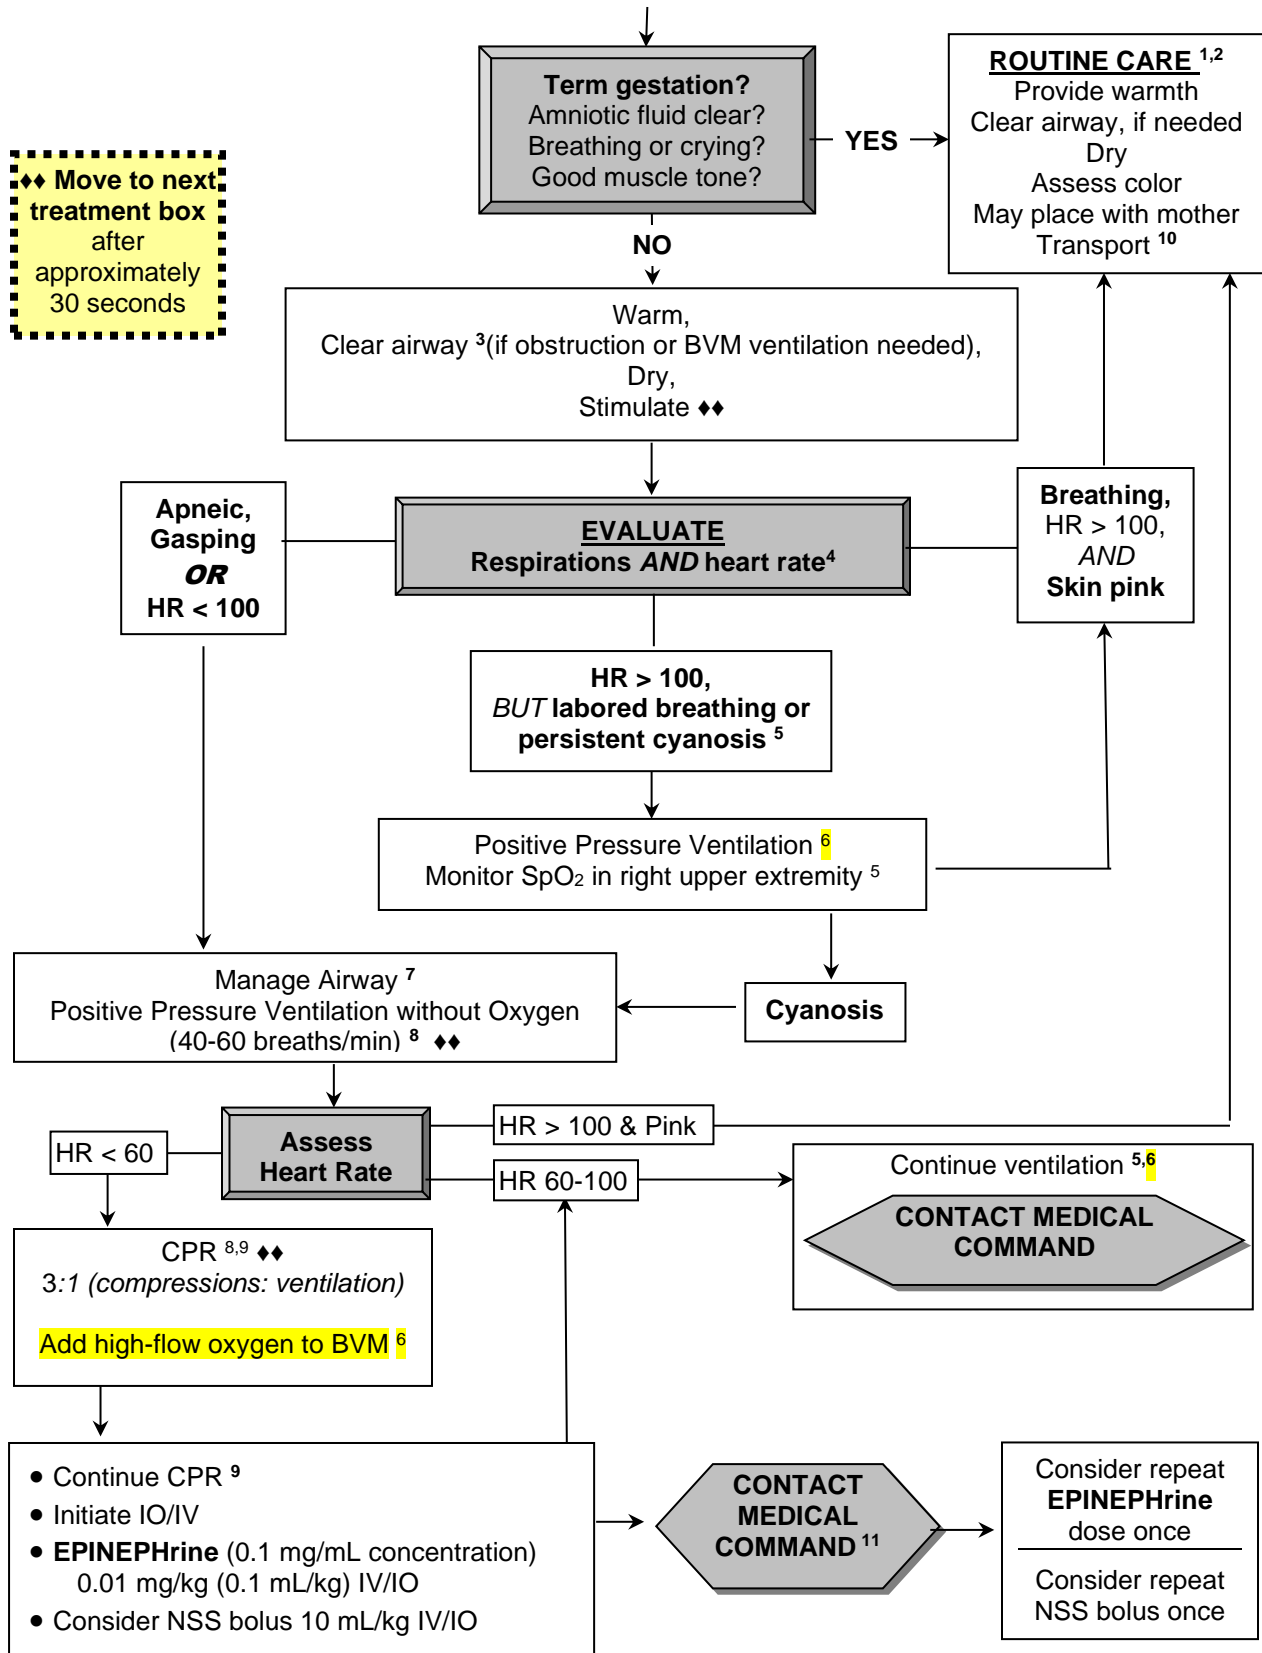 Term gestation?
Amniotic fluid clear?
Breathing or crying?
Good muscle tone?
YES
ROUTINE CARE 1,2
Provide warmth
Clear airway, if needed
Dry
Assess color
May place with mother
Transport 10
♦♦ Move to next
treatment box
after
approximately
30 seconds
NO
Warm,
Clear airway 3(if obstruction or BVM ventilation needed),
Dry,
Stimulate ♦♦
Apneic,
Gasping
OR
HR < 100
EVALUATE
Respirations AND heart rate4
Breathing,
HR > 100,
AND
Skin pink
HR > 100,
BUT labored breathing or
persistent cyanosis 5
Positive Pressure Ventilation 6
Monitor SpO2 in right upper extremity 5
Manage Airway 7
Positive Pressure Ventilation without Oxygen
(40-60 breaths/min) 8 ♦♦
Cyanosis
Assess
Heart Rate
HR < 60
HR > 100 & Pink
HR 60-100
Continue ventilation 5,6
CONTACT MEDICAL
COMMAND
CPR 8,9 ♦♦
3:1 (compressions: ventilation)
Add high-flow oxygen to BVM 6
• Continue CPR 9
• Initiate IO/IV
• EPINEPHrine (0.1 mg/mL concentration)
0.01 mg/kg (0.1 mL/kg) IV/IO
• Consider NSS bolus 10 mL/kg IV/IO
CONTACT
MEDICAL
COMMAND 11
Consider repeat
EPINEPHrine
dose once
Consider repeat
NSS bolus once